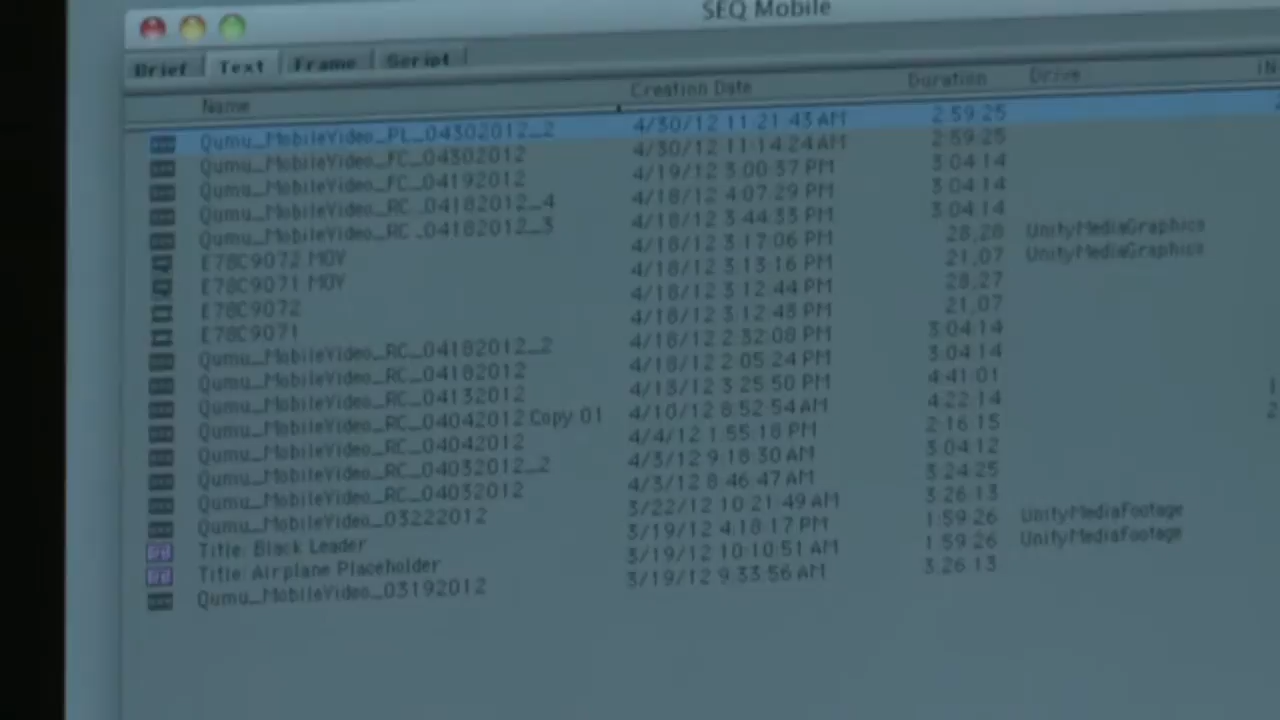 SEQ Mobile
Brief Text Frame Script
Name Creation Date Duration Drive IN
Qumu_MobileVideo_PL_04302012_2 4/30/12 11:21:43 AM 2:59:25
Qumu_MobileVideo_FC_04302012 4/30/12 11:14:24 AM 2:59:25
Qumu_MobileVideo_FC_04192012 4/19/12 3:00:37 PM 3:04:14
Qumu_MobileVideo_RC_04182012_4 4/18/12 4:07:29 PM 3:04:14
Qumu_MobileVideo_RC_04182012_3 4/18/12 3:44:33 PM 3:04:14
E78C9072.MOV 4/18/12 3:17:06 PM 28,28 UnityMediaGraphics
E78C9071.MOV 4/18/12 3:13:16 PM 21,07 UnityMediaGraphics
E78C9072 4/18/12 3:12:44 PM 28,27
E78C9071 4/18/12 3:12:43 PM 21,07
Qumu_MobileVideo_RC_04182012_2 4/18/12 2:32:08 PM 3:04:14
Qumu_MobileVideo_RC_04182012 4/18/12 2:05:24 PM 3:04:14
Qumu_MobileVideo_RC_04132012 4/13/12 3:25:50 PM 4:41:01
Qumu_MobileVideo_RC_04042012.Copy.01 4/10/12 8:52:54 AM 4:22:14
Qumu_MobileVideo_RC_04042012 4/4/12 1:55:18 PM 2:16:15
Qumu_MobileVideo_RC_04032012_2 4/3/12 9:18:30 AM 3:04:12
Qumu_MobileVideo_RC_04032012 4/3/12 8:46:47 AM 3:24:25
Qumu_MobileVideo_03222012 3/22/12 10:21:49 AM 3:26:13
Title: Black Leader 3/19/12 4:18:17 PM 1:59:26 UnityMediaFootage
Title: Airplane Placeholder 3/19/12 10:10:51 AM 1:59:26 UnityMediaFootage
Qumu_MobileVideo_03192012 3/19/12 9:33:56 AM 3:26:13